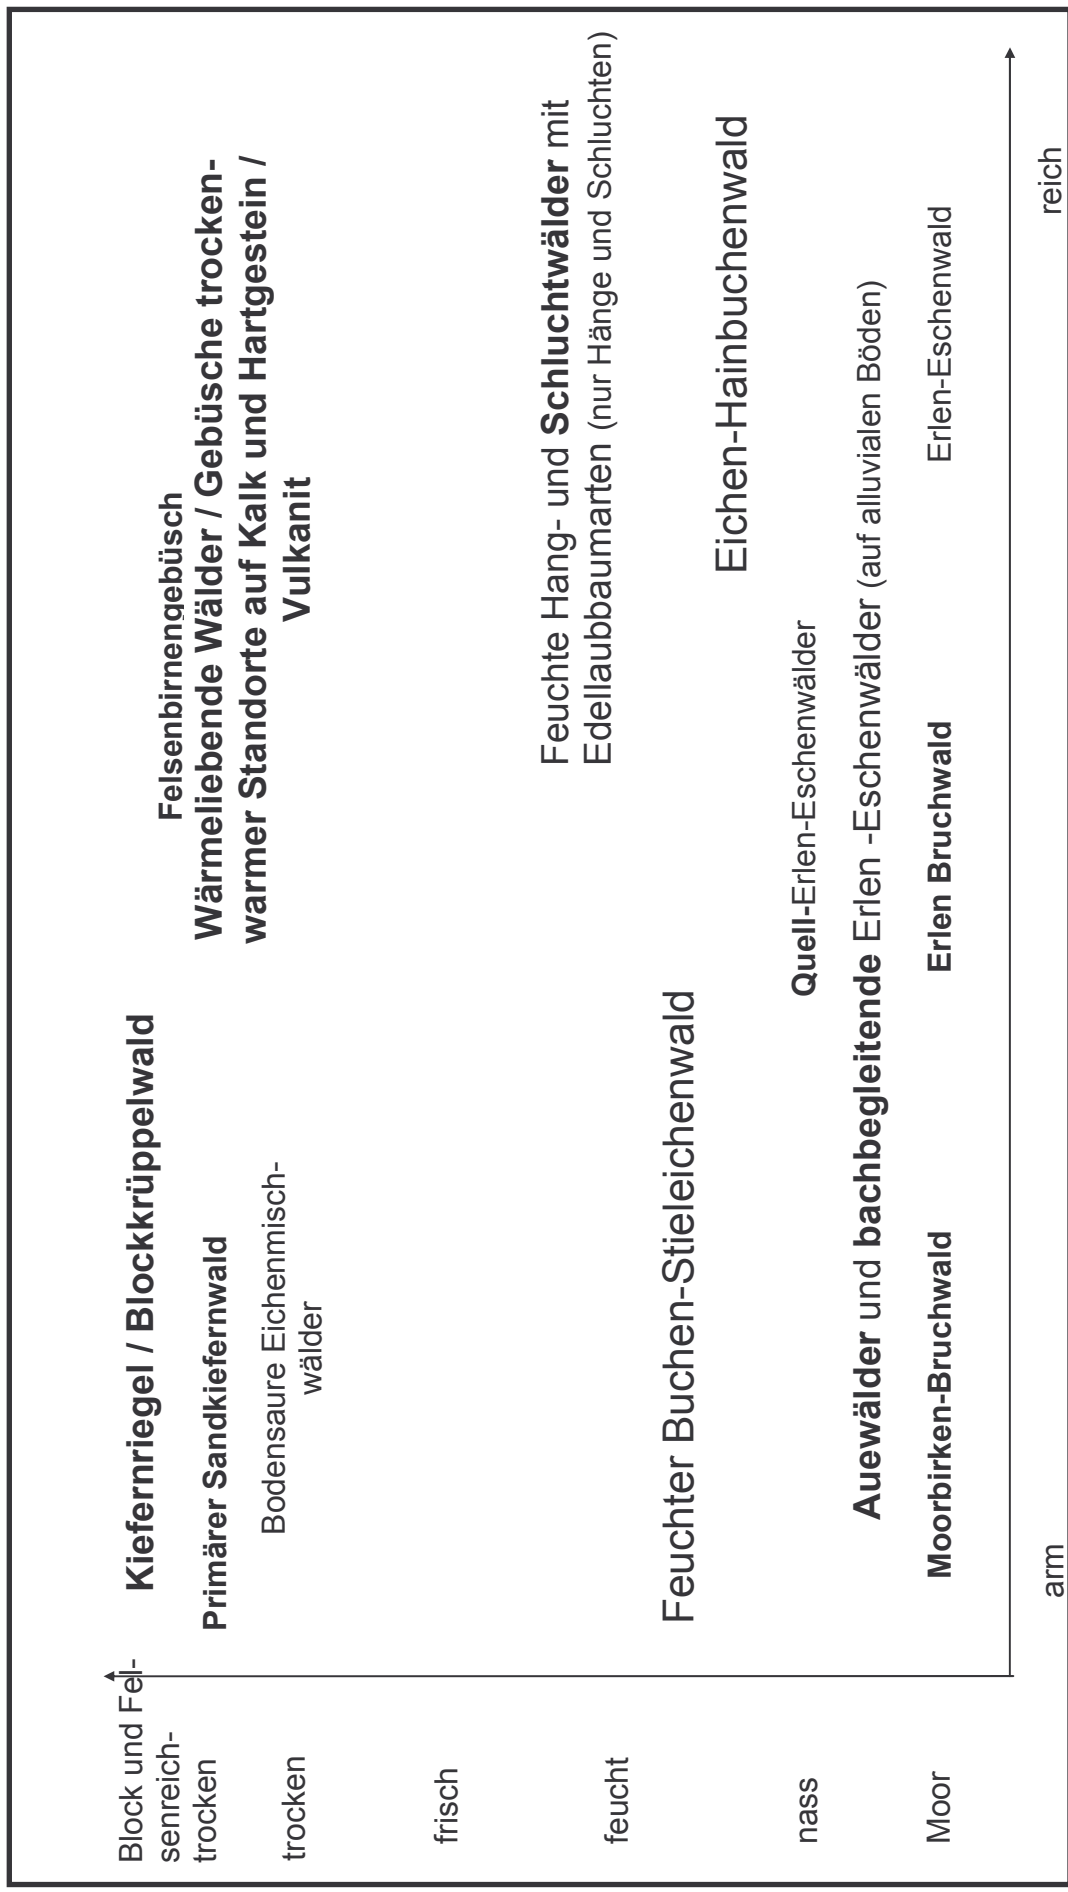 Block und Fel-
senreich-
trocken
Kiefernriegel / Blockkrüppelwald
Felsenbirnengebüsch
Wärmeliebende Wälder / Gebüsche trocken-
warmer Standorte auf Kalk und Hartgestein /
Vulkanit
Primärer Sandkiefernwald
trocken
Bodensaure Eichenmisch-
wälder
frisch
Feuchte Hang- und Schluchtwälder mit
Edellaubbaumarten (nur Hänge und Schluchten)
feucht
Feuchter Buchen-Stieleichenwald
Eichen-Hainbuchenwald
nass
Quell-Erlen-Eschenwälder
Auewälder und bachbegleitende Erlen -Eschenwälder (auf alluvialen Böden)
Moor
Moorbirken-Bruchwald
Erlen Bruchwald
Erlen-Eschenwald
arm
reich